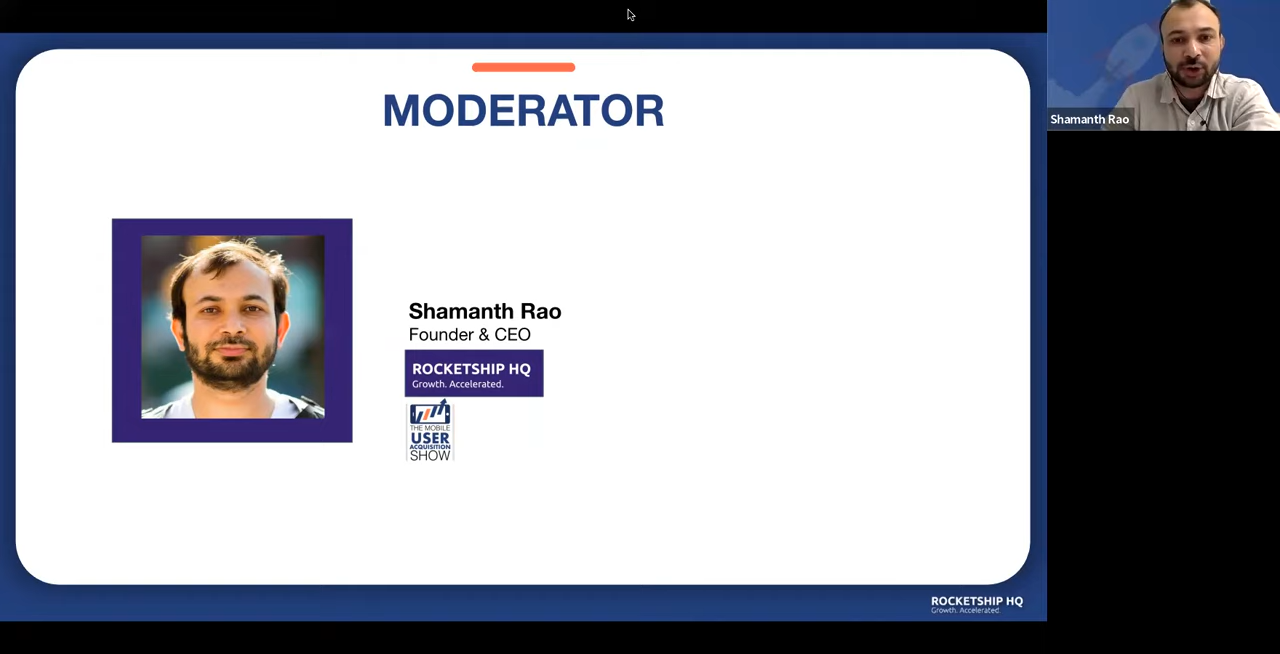 MODERATOR
Shamanth Rao
Founder & CEO
ROCKETSHIP HQ
Growth. Accelerated.
THE MOBILE
USER
ACQUISITION
SHOW
ROCKETSHIP HQ
Growth. Accelerated.
Shamanth Rao